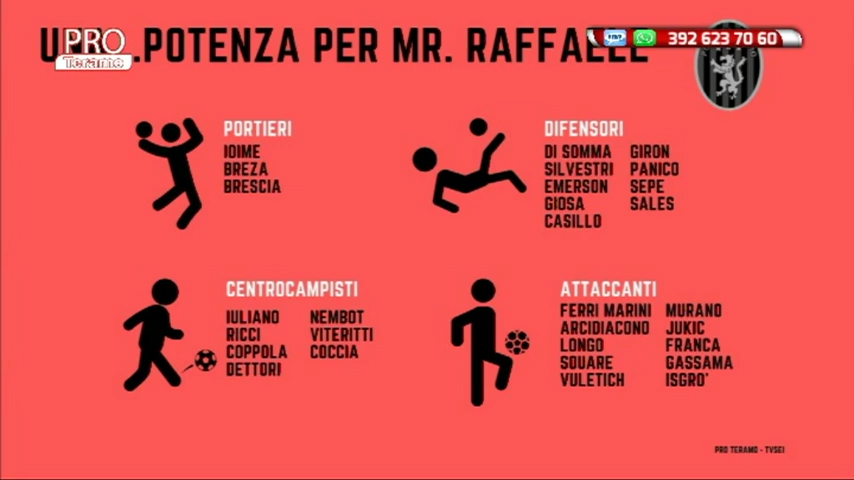 PRO
Teramo
392 623 70 60
POTENZA PER MR. RAFFAELE
PORTIERI
IOIME
BREZA
BRESCIA
DIFENSORI
DI SOMMA GIRON
SILVESTRI PANICO
EMERSON SEPE
GIOSA SALES
CASILLO
CENTROCAMPISTI
IULIANO NEMBOT
RICCI VITERITTI
COPPOLA COCCIA
DETTORI
ATTACCANTI
FERRI MARINI MURANO
ARCIDIACONO JUKIC
LONGO FRANCA
SOUARE GASSAMA
VULETICH ISGRO'
PRO TERAMO - TVSEI